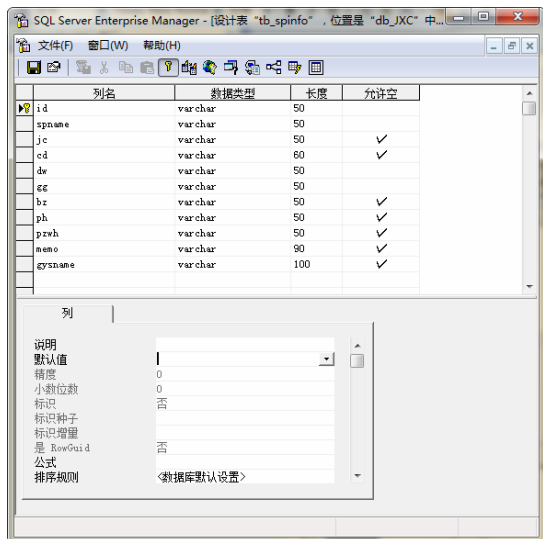 SQL Server Enterprise Manager - [设计表“tb_spinfo”，位置是“db_JXC”中...
文件(F) 窗口(W) 帮助(H)
列名 数据类型 长度 允许空
id varchar 50
spname varchar 50
jc varchar 50 ✓
cd varchar 60 ✓
dw varchar 50
gg varchar 50
bz varchar 50 ✓
ph varchar 50 ✓
pzwh varchar 50 ✓
memo varchar 90 ✓
gysname varchar 100 ✓
列
说明
默认值
精度 0
小数位数 0
标识 否
标识种子
标识增量
是 RowGuid 否
公式
排序规则 <数据库默认设置>